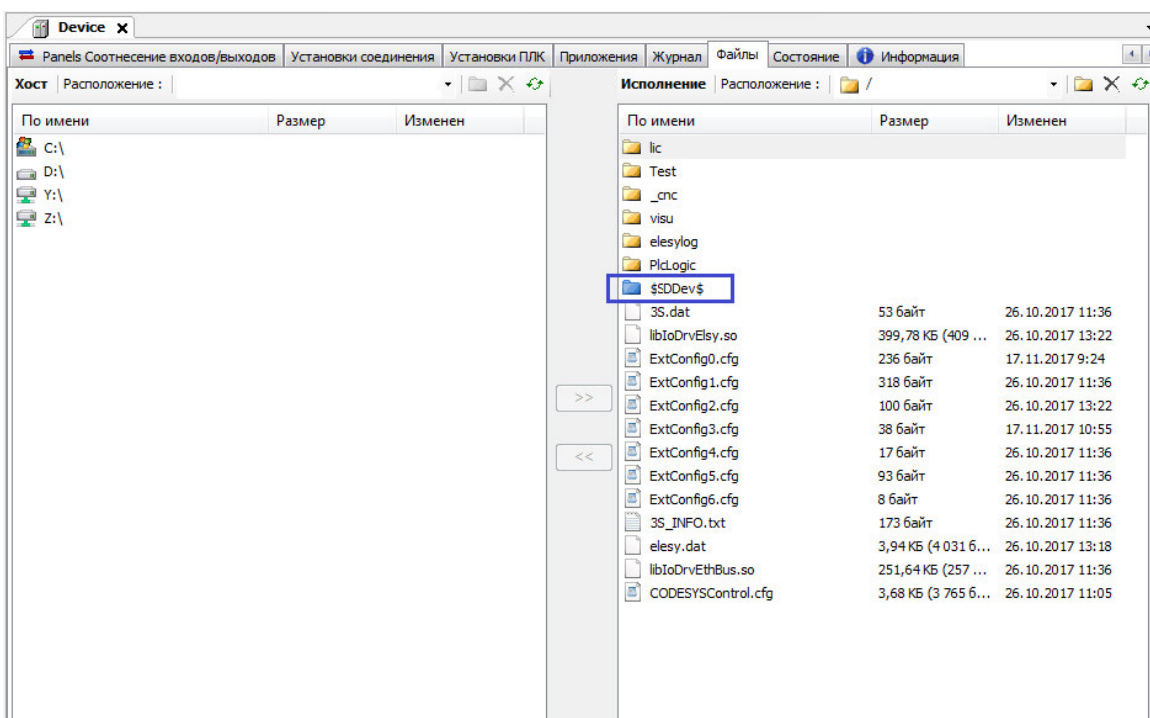 Device X
Panels Соотнесение входов/выходов Установки соединения Установки ПЛК Приложения Журнал Файлы Состояние Информация
Хост Расположение : Исполнение Расположение : /
По имени Размер Изменен По имени Размер Изменен
C:\ lic
D:\ Test
Y:\ _cnc
Z:\ visu
elesylog
PlcLogic
$SDDev$
3S.dat 53 байт 26.10.2017 11:36
libIoDrvElsy.so 399,78 КБ (409 ... 26.10.2017 13:22
ExtConfig0.cfg 236 байт 17.11.2017 9:24
ExtConfig1.cfg 318 байт 26.10.2017 11:36
>> ExtConfig2.cfg 100 байт 26.10.2017 13:22
ExtConfig3.cfg 38 байт 17.11.2017 10:55
<< ExtConfig4.cfg 17 байт 26.10.2017 11:36
ExtConfig5.cfg 93 байт 26.10.2017 11:36
ExtConfig6.cfg 8 байт 26.10.2017 11:36
3S_INFO.txt 173 байт 26.10.2017 11:36
elesy.dat 3,94 КБ (4 031 б... 26.10.2017 13:18
libIoDrvEthBus.so 251,64 КБ (257 ... 26.10.2017 11:36
CODESYSControl.cfg 3,68 КБ (3 765 б... 26.10.2017 11:05